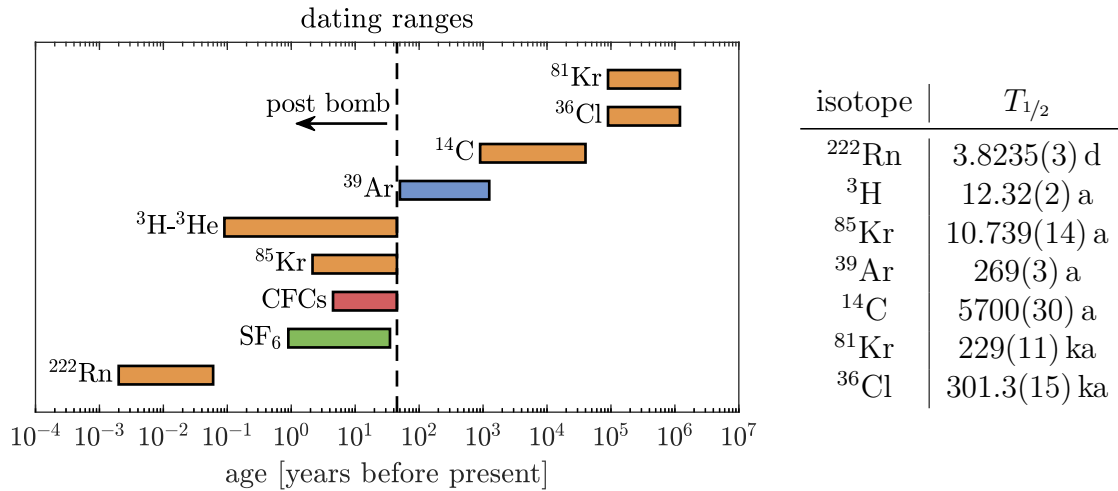 dating ranges
10⁻⁴ 10⁻³ 10⁻² 10⁻¹ 10⁰ 10¹ 10² 10³ 10⁴ 10⁵ 10⁶ 10⁷
age [years before present]
post bomb
⁸¹Kr
³⁶Cl
¹⁴C
³⁹Ar
³H-³He
⁸⁵Kr
CFCs
SF₆
²²²Rn
isotope T₁/₂
²²²Rn 3.8235(3) d
³H 12.32(2) a
⁸⁵Kr 10.739(14) a
³⁹Ar 269(3) a
¹⁴C 5700(30) a
⁸¹Kr 229(11) ka
³⁶Cl 301.3(15) ka